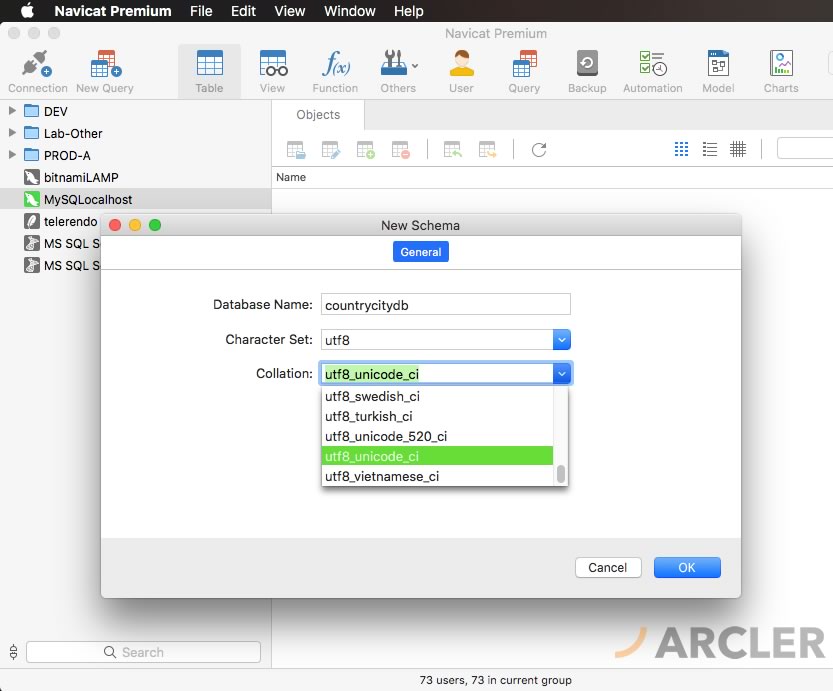 Navicat Premium File Edit View Window Help
Navicat Premium
Connection New Query Table View Function Others User Query Backup Automation Model Charts
DEV
Lab-Other
PROD-A
bitnamiLAMP
MySQLocalhost
telerendo
MS SQL S
MS SQL S
Objects
Name
New Schema
General
Database Name: countrycitydb
Character Set: utf8
Collation: utf8_unicode_ci
utf8_swedish_ci
utf8_turkish_ci
utf8_unicode_520_ci
utf8_unicode_ci
utf8_vietnamese_ci
Cancel OK
ARCLER
Search
73 users, 73 in current group